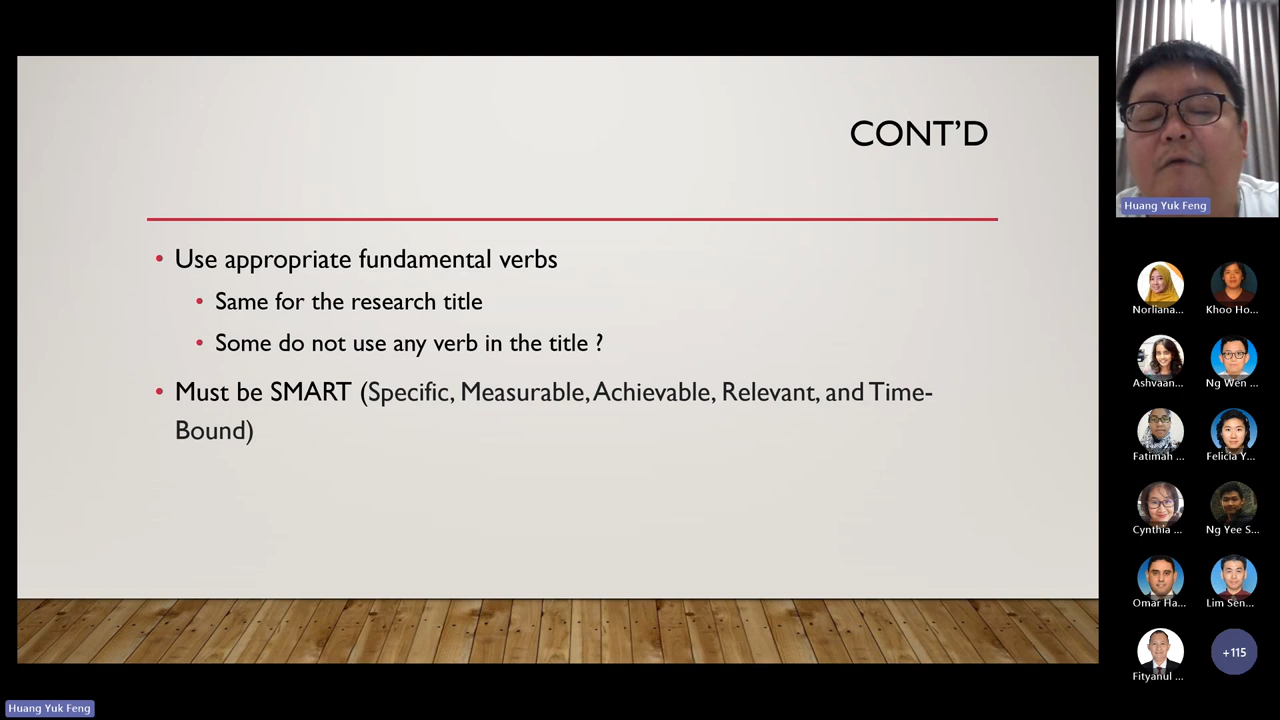 CONT'D
• Use appropriate fundamental verbs
• Same for the research title
• Some do not use any verb in the title ?
• Must be SMART (Specific, Measurable, Achievable, Relevant, and Time-
Bound)
Huang Yuk Feng
Norliana...
Khoo Ho...
Ashvaan...
Ng Wen ...
Fatimah ...
Felicia Y...
Cynthia ...
Ng Yee S...
Omar Ha...
Lim Sen...
Fityanul ...
+115
Huang Yuk Feng